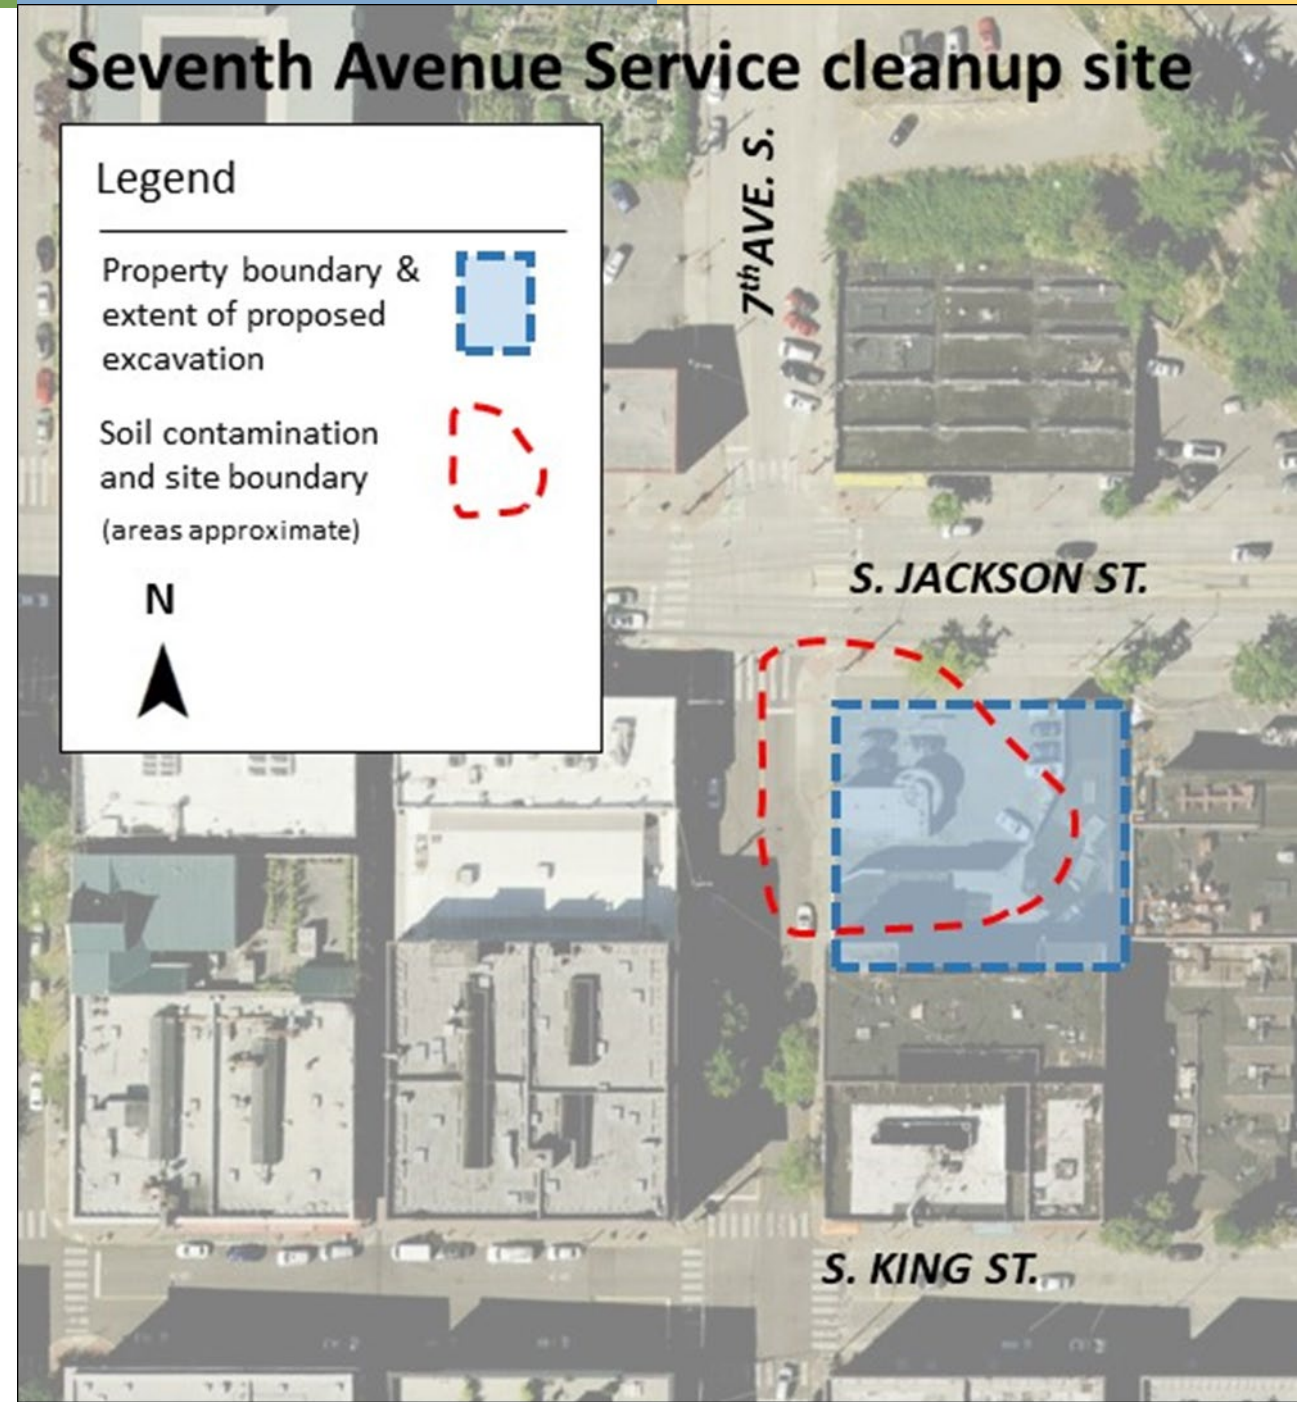 Seventh Avenue Service cleanup site
Legend
Property boundary &
extent of proposed
excavation
Soil contamination
and site boundary
(areas approximate)
N
7th AVE. S.
S. JACKSON ST.
S. KING ST.